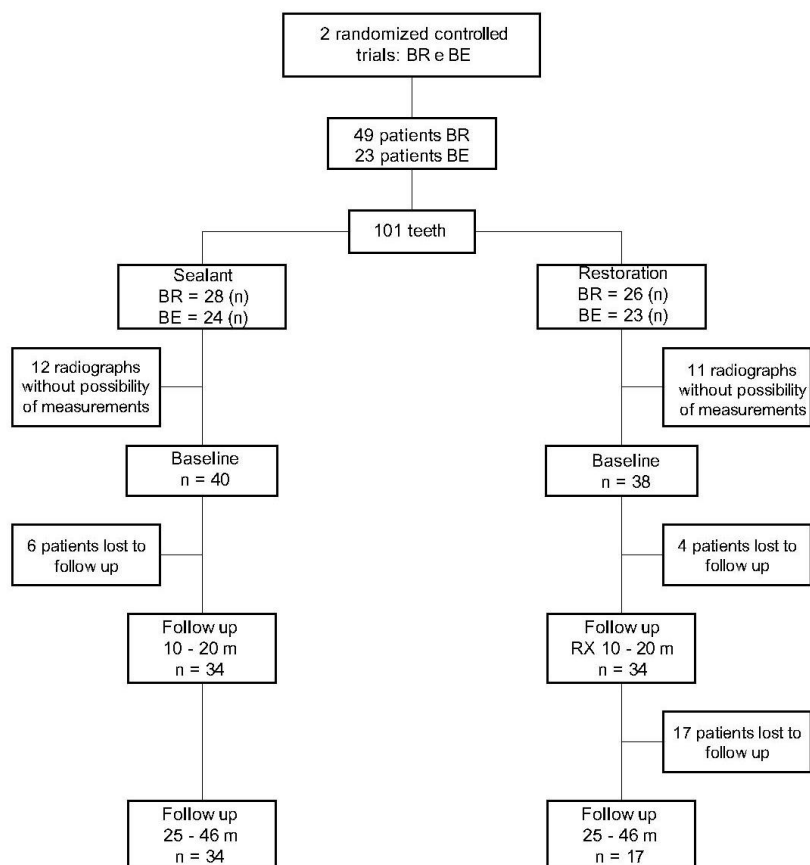 2 randomized controlled
trials: BR e BE
49 patients BR
23 patients BE
101 teeth
Sealant
BR = 28 (n)
BE = 24 (n)
Restoration
BR = 26 (n)
BE = 23 (n)
12 radiographs
without possibility
of measurements
11 radiographs
without possibility
of measurements
Baseline
n = 40
Baseline
n = 38
6 patients lost to
follow up
4 patients lost to
follow up
Follow up
10 - 20 m
n = 34
Follow up
RX 10 - 20 m
n = 34
17 patients lost to
follow up
Follow up
25 - 46 m
n = 34
Follow up
25 - 46 m
n = 17